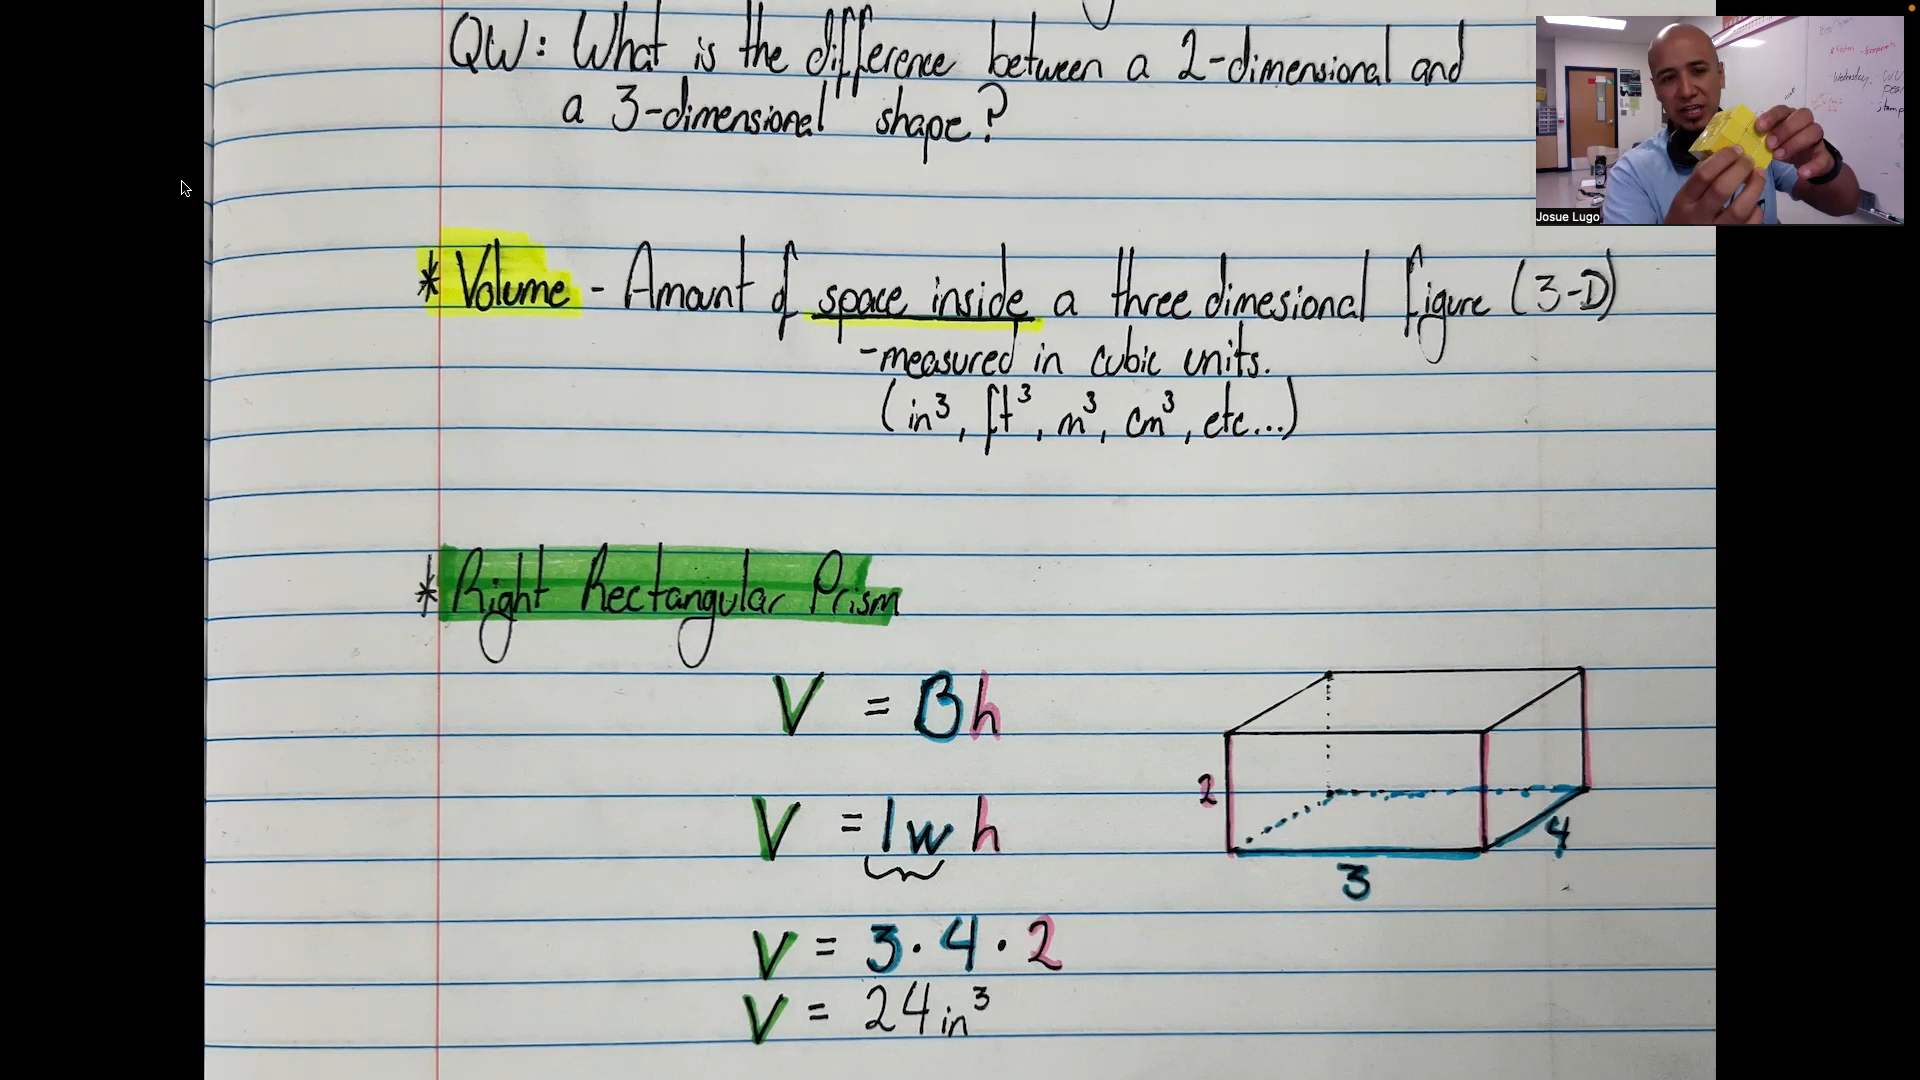 QW: What is the difference between a 2-dimensional and
a 3-dimensional shape?
Josue Lugo
* Volume - Amount of space inside a three dimesional figure (3-D)
-measured in cubic units.
(in³, ft³, m³, cm³, etc...)
* Right Rectangular Prism
V = Bh
V = lwh
2
4
3
V = 3·4·2
V = 24in³